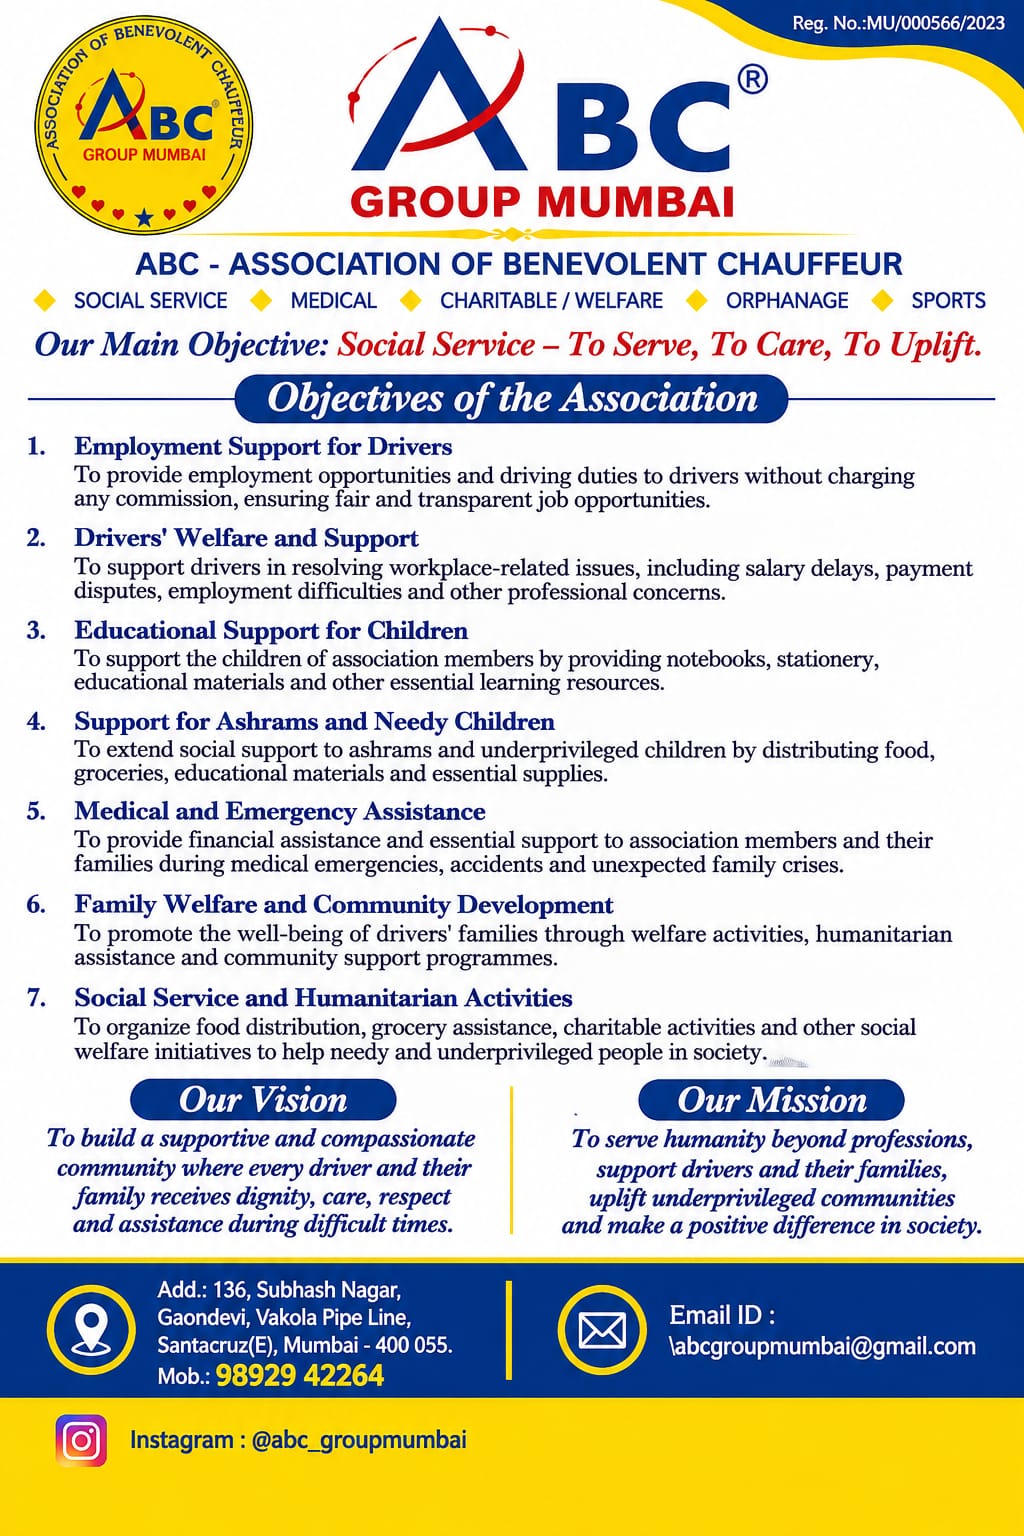 Reg. No.:MU/000566/2023
ASSOCIATION OF BENEVOLENT CHAUFFEUR
ABC®
GROUP MUMBAI
ABC®
GROUP MUMBAI
ABC - ASSOCIATION OF BENEVOLENT CHAUFFEUR
SOCIAL SERVICE MEDICAL CHARITABLE / WELFARE ORPHANAGE SPORTS
Our Main Objective: Social Service – To Serve, To Care, To Uplift.
Objectives of the Association
1. Employment Support for Drivers
To provide employment opportunities and driving duties to drivers without charging
any commission, ensuring fair and transparent job opportunities.
2. Drivers' Welfare and Support
To support drivers in resolving workplace-related issues, including salary delays, payment
disputes, employment difficulties and other professional concerns.
3. Educational Support for Children
To support the children of association members by providing notebooks, stationery,
educational materials and other essential learning resources.
4. Support for Ashrams and Needy Children
To extend social support to ashrams and underprivileged children by distributing food,
groceries, educational materials and essential supplies.
5. Medical and Emergency Assistance
To provide financial assistance and essential support to association members and their
families during medical emergencies, accidents and unexpected family crises.
6. Family Welfare and Community Development
To promote the well-being of drivers' families through welfare activities, humanitarian
assistance and community support programmes.
7. Social Service and Humanitarian Activities
To organize food distribution, grocery assistance, charitable activities and other social
welfare initiatives to help needy and underprivileged people in society.
Our Vision
To build a supportive and compassionate
community where every driver and their
family receives dignity, care, respect
and assistance during difficult times.
Our Mission
To serve humanity beyond professions,
support drivers and their families,
uplift underprivileged communities
and make a positive difference in society.
Add.: 136, Subhash Nagar,
Gaondevi, Vakola Pipe Line,
Santacruz(E), Mumbai - 400 055.
Mob.: 98929 42264
Email ID :
\abcgroupmumbai@gmail.com
Instagram : @abc_groupmumbai